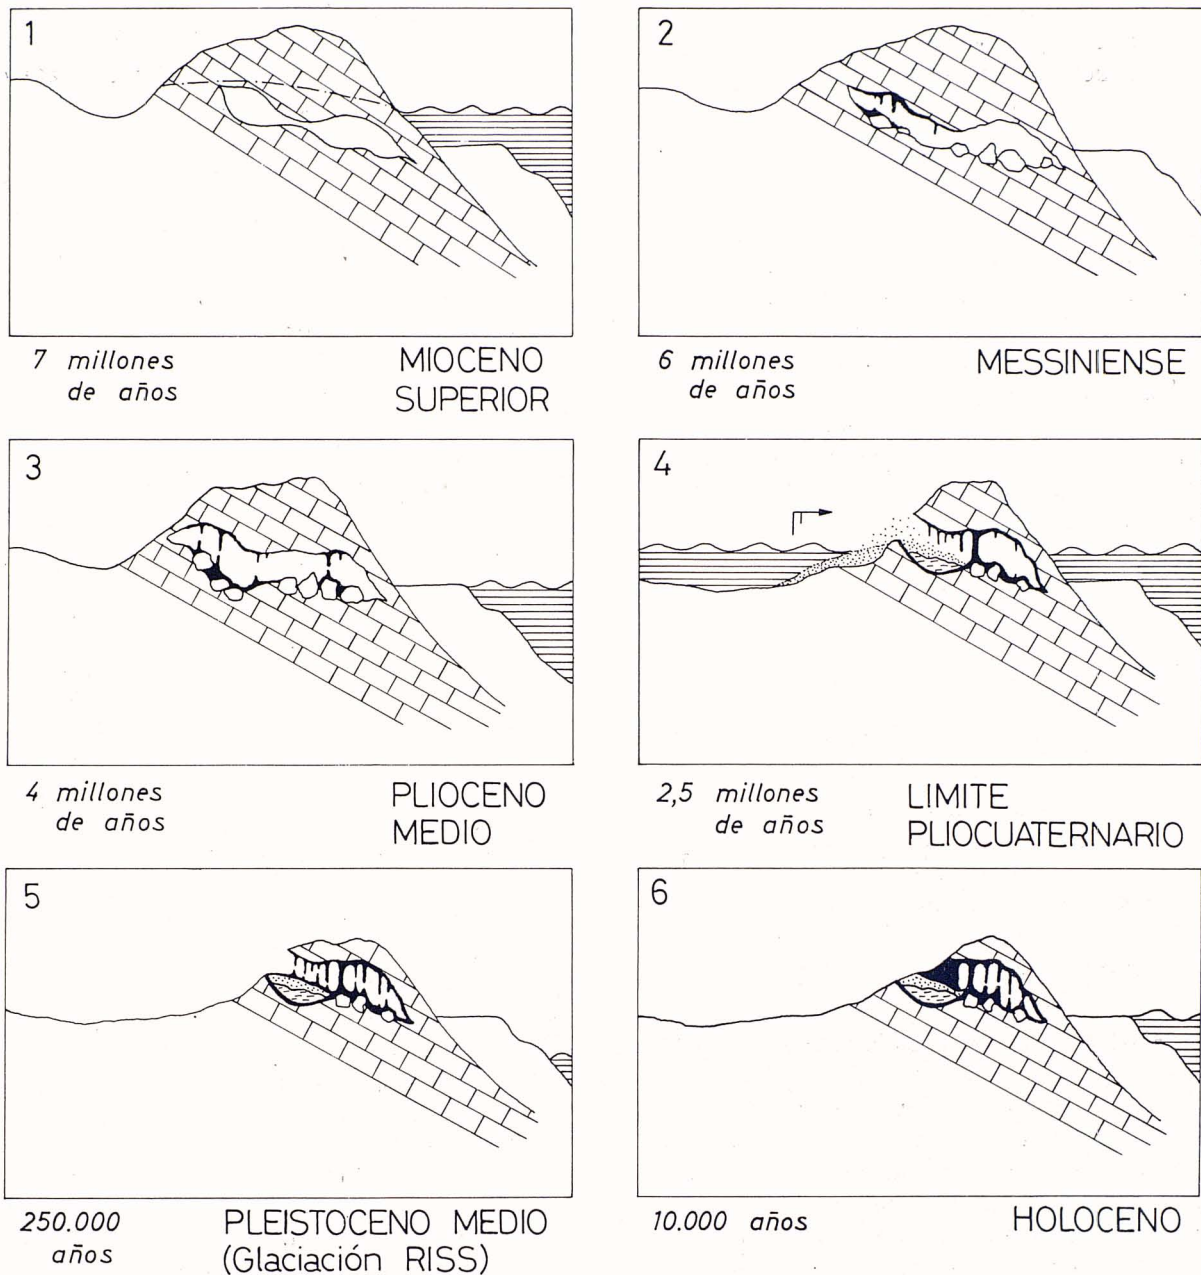 1
7 millones
de años
MIOCENO
SUPERIOR
2
6 millones
de años
MESSINIENSE
3
4 millones
de años
PLIOCENO
MEDIO
4
2,5 millones
de años
LIMITE
PLIOCUATERNARIO
5
250.000
años
PLEISTOCENO MEDIO
(Glaciación RISS)
6
10.000 años
HOLOCENO